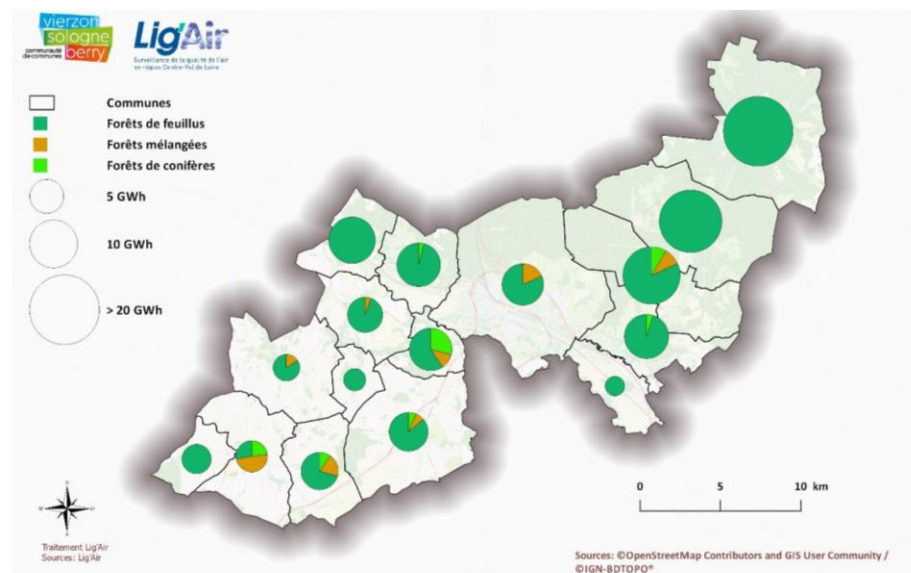 vierzon
sologne
berry
communauté
de communes
Lig'Air
Surveillance de la qualité de l'air
en région Centre-Val de Loire
Communes
Forêts de feuillus
Forêts mélangées
Forêts de conifères
5 GWh
10 GWh
> 20 GWh
0 5 10 km
Traitement Lig'Air
Sources: Lig'Air
Sources: ©OpenStreetMap Contributors and GIS User Community /
©IGN-BDTOPO®